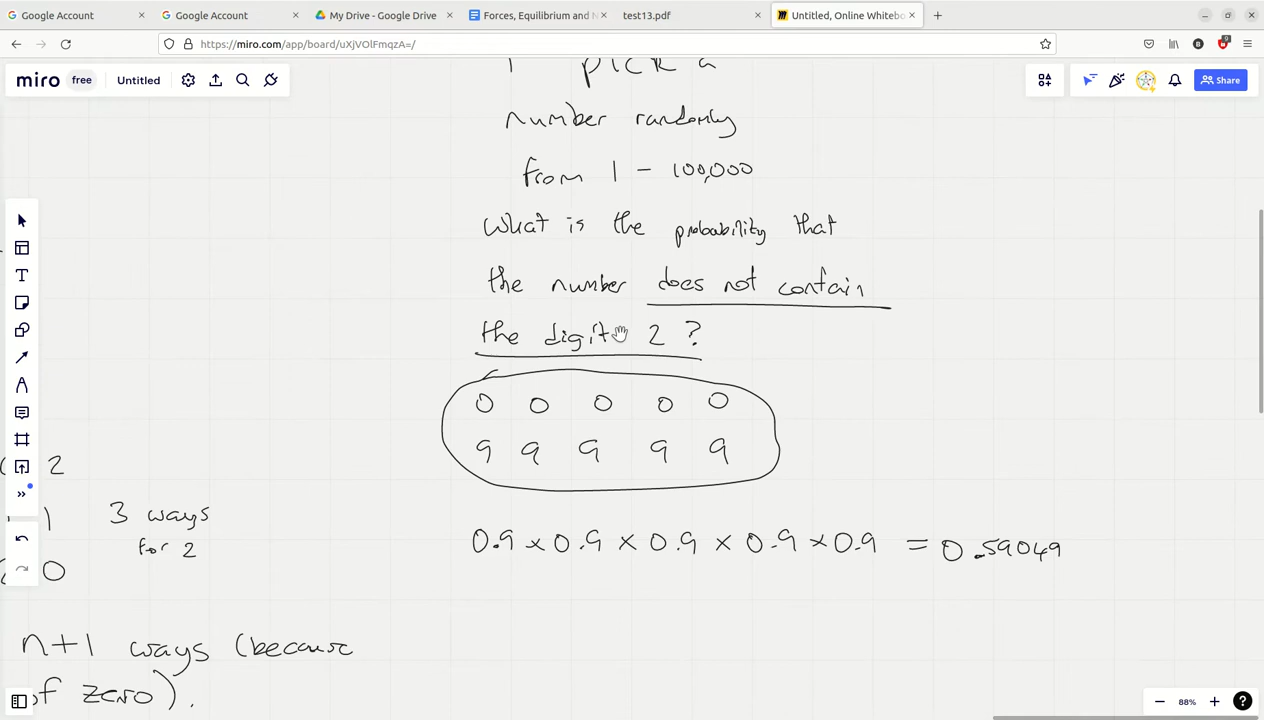 Google Account
Google Account
My Drive - Google Drive
Forces, Equilibrium and N
test13.pdf
Untitled, Online Whitebo
https://miro.com/app/board/uXjVOlFmqzA=/
miro free Untitled
9
Share
I pick a
number randomly
from 1 - 100,000
What is the probability that
the number does not contain
the digit 2 ?
0 0 0 0 0
9 9 9 9 9
0.9 × 0.9 × 0.9 × 0.9 × 0.9 = 0.59049
2
1 3 ways
for 2
0
n+1 ways (because
of zero).
88%